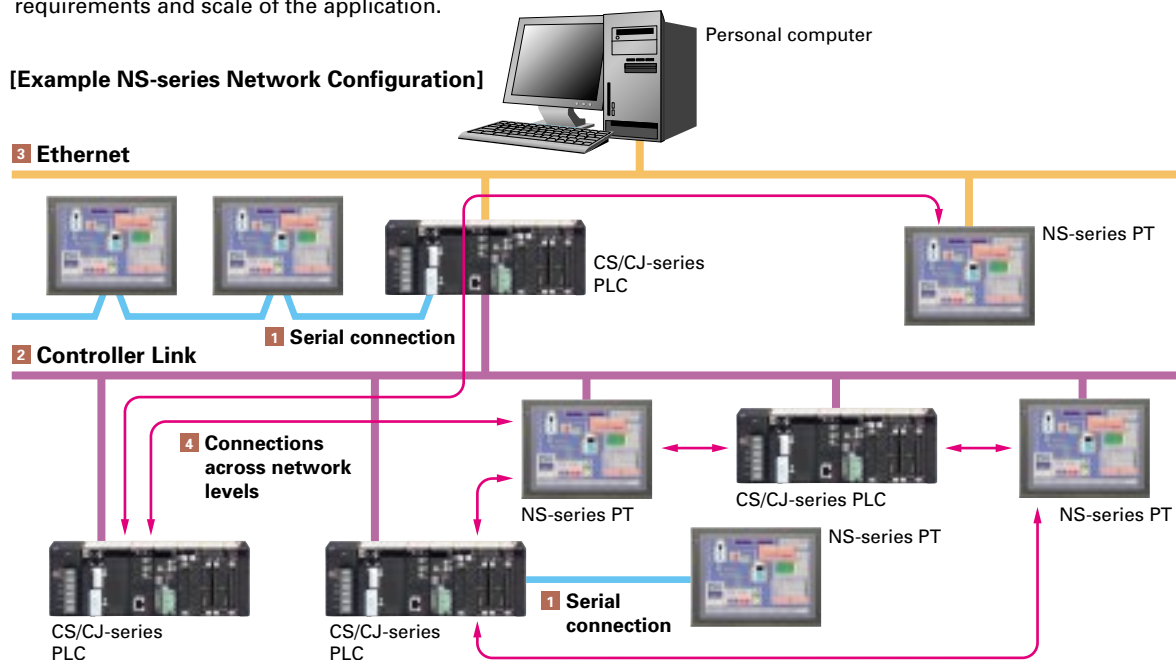 requirements and scale of the application.
Personal computer
[Example NS-series Network Configuration]
3 Ethernet
NS-series PT
CS/CJ-series
PLC
1 Serial connection
2 Controller Link
4 Connections
across network
levels
NS-series PT
CS/CJ-series PLC
NS-series PT
NS-series PT
1 Serial
connection
CS/CJ-series
PLC
CS/CJ-series
PLC